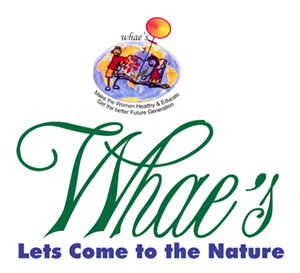 whae's
Make the Women Healthy & Educate
Get the better Future Generation.
Whae's
Lets Come to the Nature